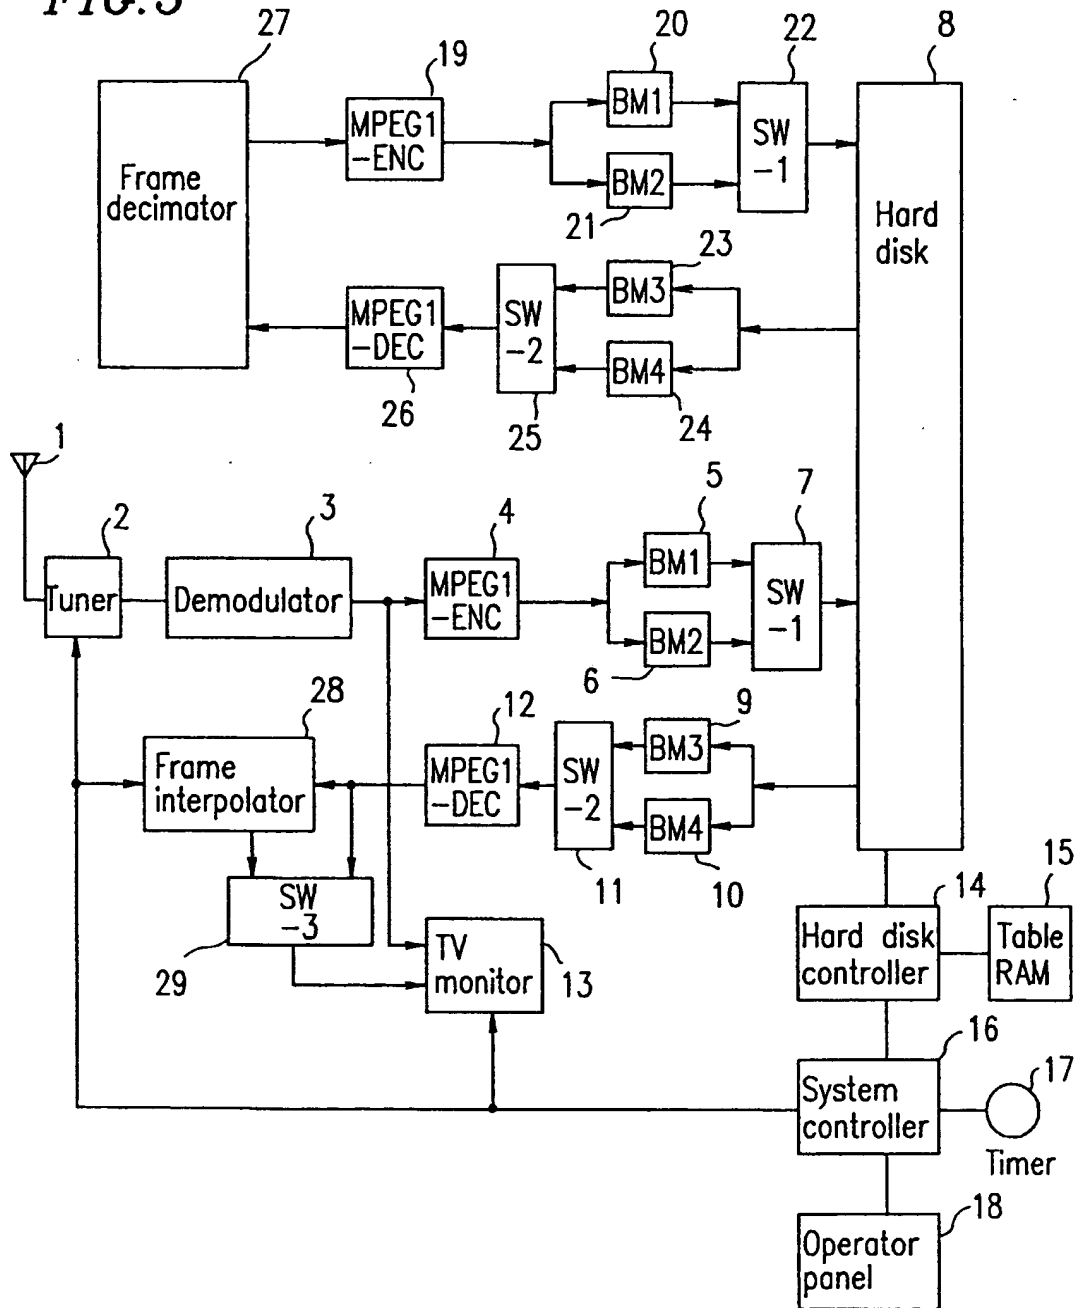 FIG. 5
27
19
20
22
8
MPEG1
-ENC
BM1
SW
-1
Frame
decimator
BM2
21
Hard
disk
23
MPEG1
-DEC
SW
-2
BM3
BM4
26
25
24
1
2
3
4
5
7
Tuner
Demodulator
MPEG1
-ENC
BM1
SW
-1
BM2
6
28
12
9
Frame
interpolator
MPEG1
-DEC
SW
-2
BM3
BM4
11
10
14
15
SW
-3
29
TV
monitor
13
Hard disk
controller
Table
RAM
16
17
System
controller
Timer
18
Operator
panel